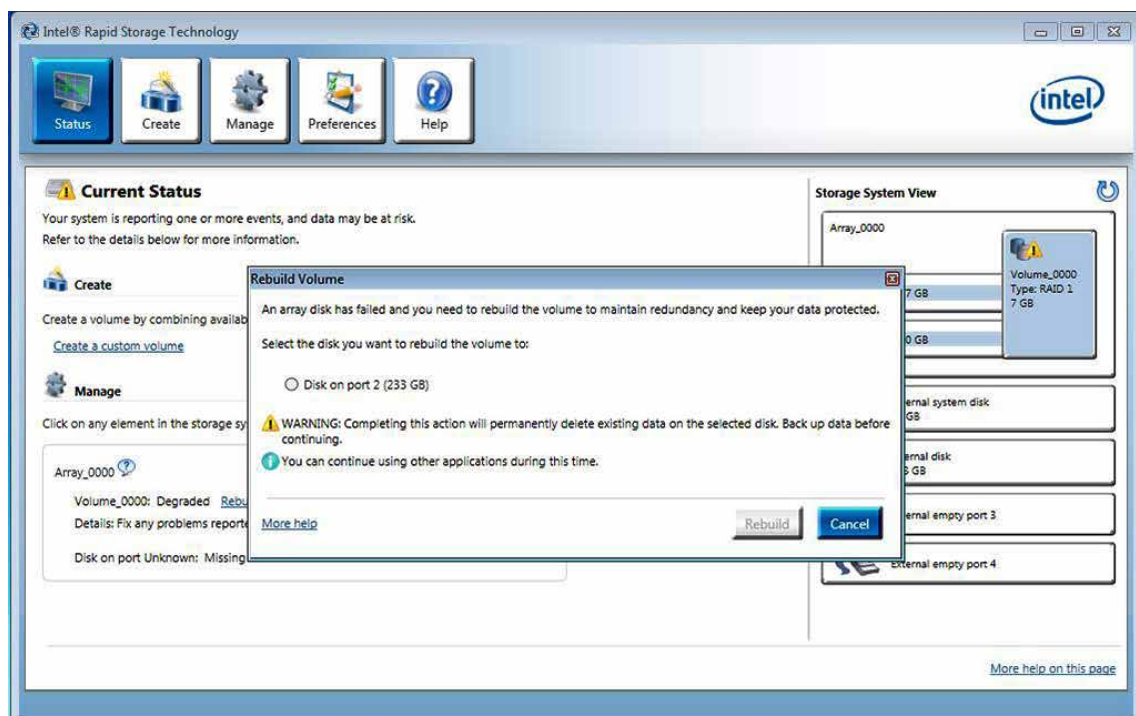 Intel® Rapid Storage Technology
Status
Create
Manage
Preferences
Help
intel
Current Status
Your system is reporting one or more events, and data may be at risk.
Refer to the details below for more information.
Create
Create a volume by combining availab
Create a custom volume
Manage
Click on any element in the storage sy
Array_0000
Volume_0000: Degraded Rebu
Details: Fix any problems reporte
Disk on port Unknown: Missing
Rebuild Volume
An array disk has failed and you need to rebuild the volume to maintain redundancy and keep your data protected.
Select the disk you want to rebuild the volume to:
Disk on port 2 (233 GB)
WARNING: Completing this action will permanently delete existing data on the selected disk. Back up data before
continuing.
You can continue using other applications during this time.
More help
Rebuild
Cancel
Storage System View
Array_0000
Volume_0000
Type: RAID 1
7 GB
7 GB
0 GB
ernal system disk
GB
ernal disk
GB
ernal empty port 3
External empty port 4
More help on this page